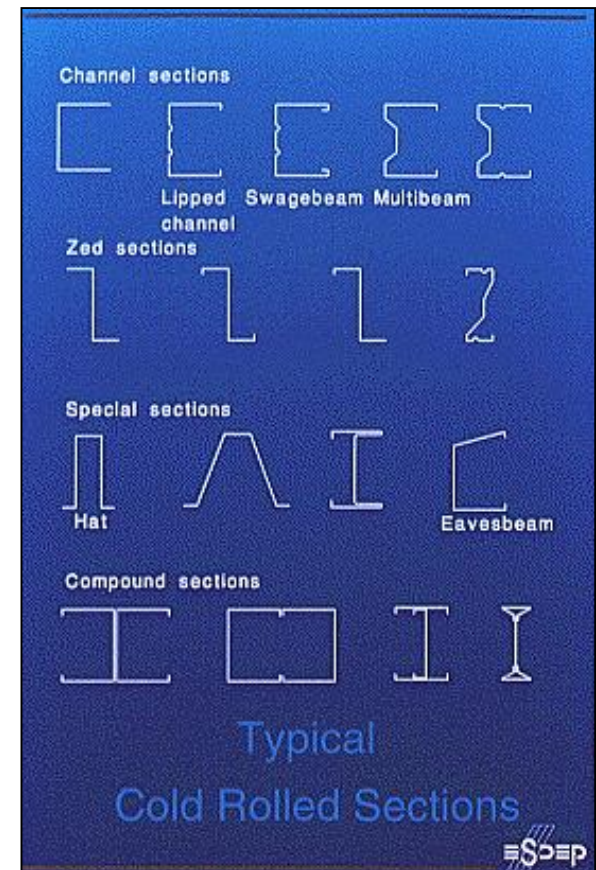 Channel sections
Lipped Swagebeam Multibeam
channel
Zed sections
Special sections
Hat Eavesbeam
Compound sections
Typical
Cold Rolled Sections
ESDEP